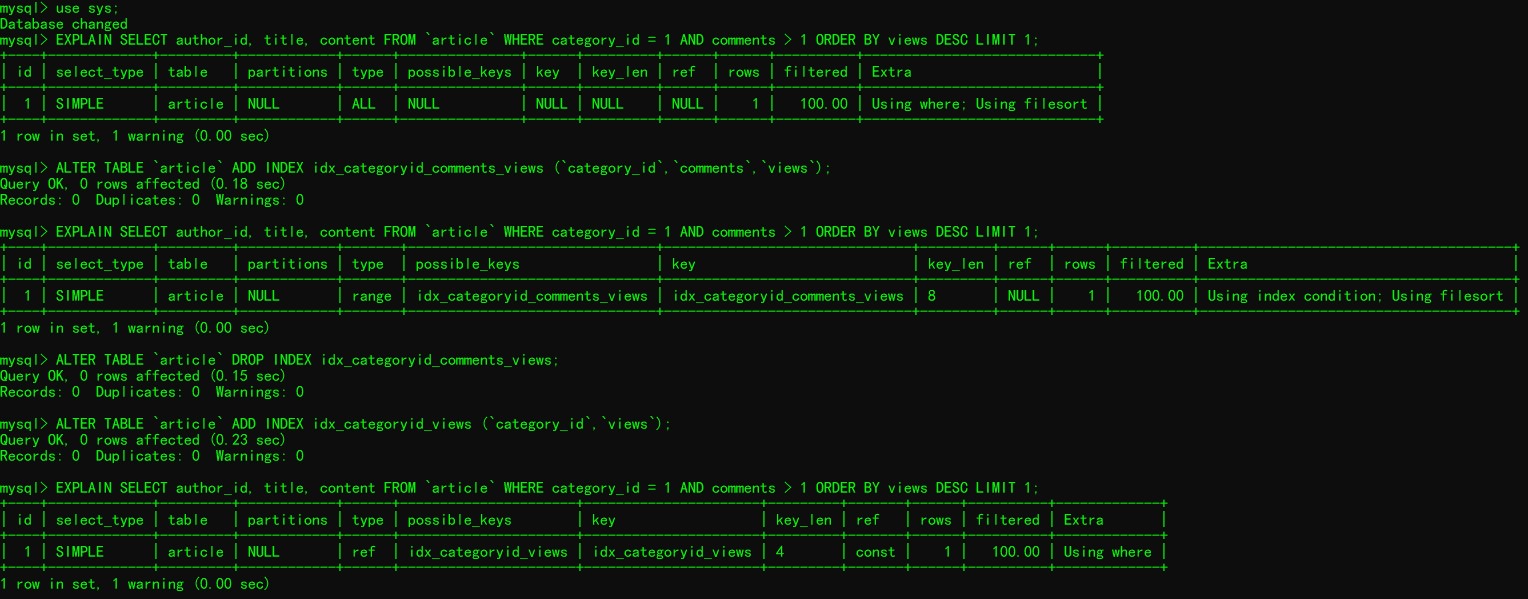 mysql> use sys;
Database changed
mysql> EXPLAIN SELECT author_id, title, content FROM `article` WHERE category_id = 1 AND comments > 1 ORDER BY views DESC LIMIT 1;
| id | select_type | table | partitions | type | possible_keys | key | key_len | ref | rows | filtered | Extra |
| 1 | SIMPLE | article | NULL | ALL | NULL | NULL | NULL | NULL | 1 | 100.00 | Using where; Using filesort |
1 row in set, 1 warning (0.00 sec)
mysql> ALTER TABLE `article` ADD INDEX idx_categoryid_comments_views (`category_id`,`comments`,`views`);
Query OK, 0 rows affected (0.18 sec)
Records: 0  Duplicates: 0  Warnings: 0
mysql> EXPLAIN SELECT author_id, title, content FROM `article` WHERE category_id = 1 AND comments > 1 ORDER BY views DESC LIMIT 1;
| id | select_type | table | partitions | type | possible_keys | key | key_len | ref | rows | filtered | Extra |
| 1 | SIMPLE | article | NULL | range | idx_categoryid_comments_views | idx_categoryid_comments_views | 8 | NULL | 1 | 100.00 | Using index condition; Using filesort |
1 row in set, 1 warning (0.00 sec)
mysql> ALTER TABLE `article` DROP INDEX idx_categoryid_comments_views;
Query OK, 0 rows affected (0.15 sec)
Records: 0  Duplicates: 0  Warnings: 0
mysql> ALTER TABLE `article` ADD INDEX idx_categoryid_views (`category_id`,`views`);
Query OK, 0 rows affected (0.23 sec)
Records: 0  Duplicates: 0  Warnings: 0
mysql> EXPLAIN SELECT author_id, title, content FROM `article` WHERE category_id = 1 AND comments > 1 ORDER BY views DESC LIMIT 1;
| id | select_type | table | partitions | type | possible_keys | key | key_len | ref | rows | filtered | Extra |
| 1 | SIMPLE | article | NULL | ref | idx_categoryid_views | idx_categoryid_views | 4 | const | 1 | 100.00 | Using where |
1 row in set, 1 warning (0.00 sec)